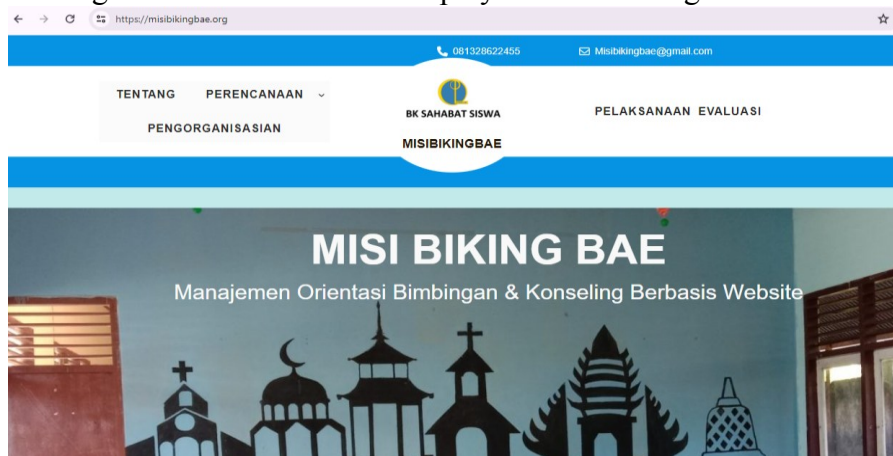 https://misibikingbae.org
081328622455 Misibikingbae@gmail.com
TENTANG PERENCANAAN
PENGORGANISASIAN
BK SAHABAT SISWA
MISIBIKINGBAE
PELAKSANAAN EVALUASI
MISI BIKING BAE
Manajemen Orientasi Bimbingan & Konseling Berbasis Website